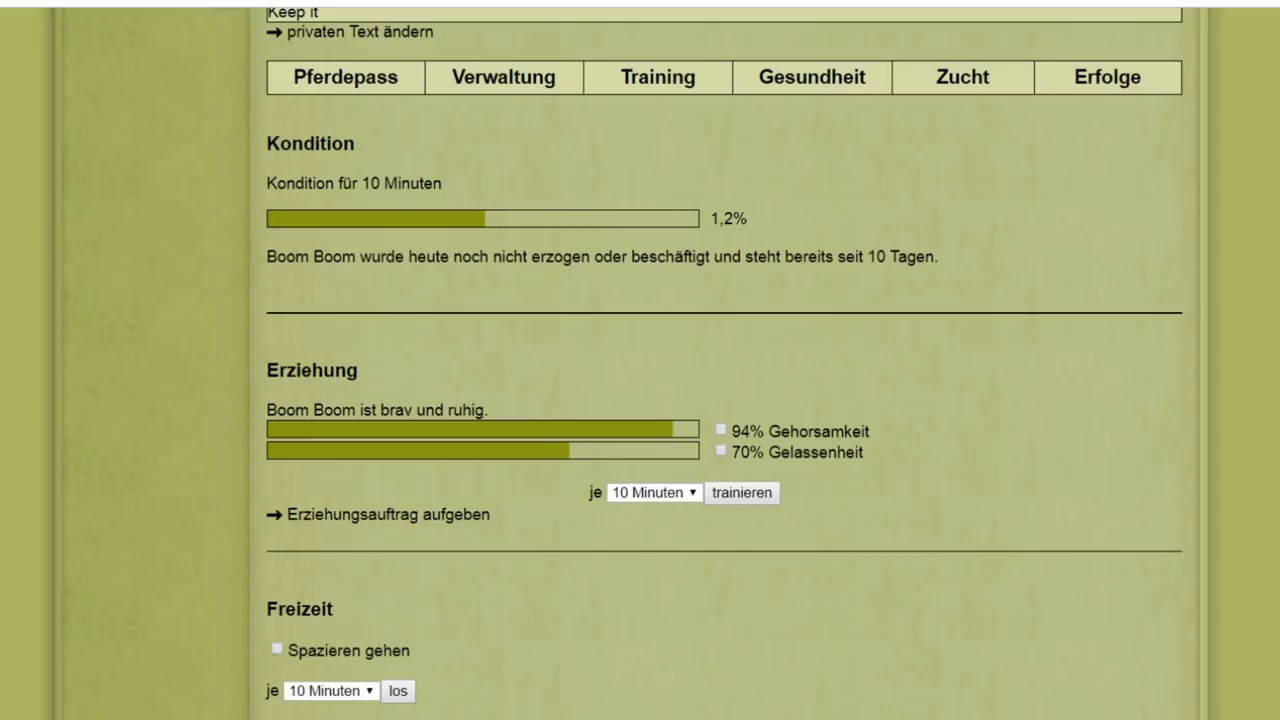 Keep it
→ privaten Text ändern
Pferdepass Verwaltung Training Gesundheit Zucht Erfolge
Kondition
Kondition für 10 Minuten
1,2%
Boom Boom wurde heute noch nicht erzogen oder beschäftigt und steht bereits seit 10 Tagen.
Erziehung
Boom Boom ist brav und ruhig.
94% Gehorsamkeit
70% Gelassenheit
je 10 Minuten ▼ trainieren
→ Erziehungsauftrag aufgeben
Freizeit
Spazieren gehen
je 10 Minuten ▼ los